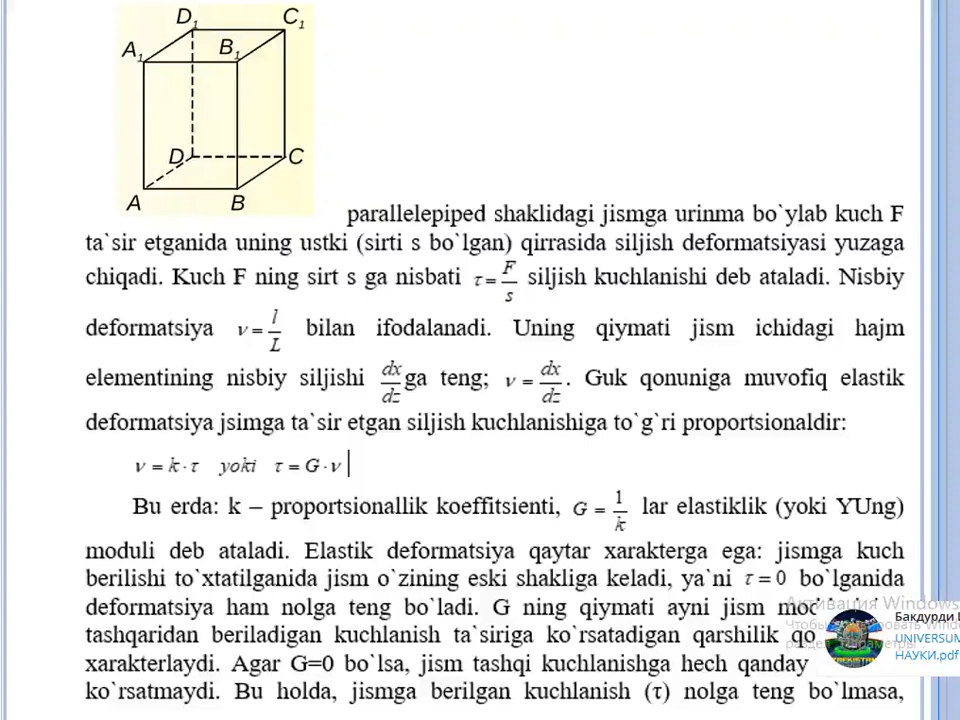 D1 C1
A1 B1
D C
A B
parallelepiped shaklidagi jismga urinma bo`ylab kuch F
ta`sir etganida uning ustki (sirti s bo`lgan) qirrasida siljish deformatsiyasi yuzaga
chiqadi. Kuch F ning sirt s ga nisbati τ = F/s siljish kuchlanishi deb ataladi. Nisbiy
deformatsiya ν = l/L bilan ifodalanadi. Uning qiymati jism ichidagi hajm
elementining nisbiy siljishi dx/dz ga teng; ν = dx/dz. Guk qonuniga muvofiq elastik
deformatsiya jsimga ta`sir etgan siljish kuchlanishiga to`g`ri proportsionaldir:
ν = k·τ yoki τ = G·ν
Bu erda: k – proportsionallik koeffitsienti, G = 1/k lar elastiklik (yoki YUng)
moduli deb ataladi. Elastik deformatsiya qaytar xarakterga ega: jismga kuch
berilishi to`xtatilganida jism o`zining eski shakliga keladi, ya`ni τ = 0 bo`lganida
deformatsiya ham nolga teng bo`ladi. G ning qiymati ayni jism
tashqaridan beriladigan kuchlanish ta`siriga ko`rsatadigan qarshilik
xarakterlaydi. Agar G=0 bo`lsa, jism tashqi kuchlanishga hech qanday
ko`rsatmaydi. Bu holda, jismga berilgan kuchlanish (τ) nolga teng bo`lmasa,
Активация Windows
Бакдурди
UNIVERSUM
НАУКИ.pdf